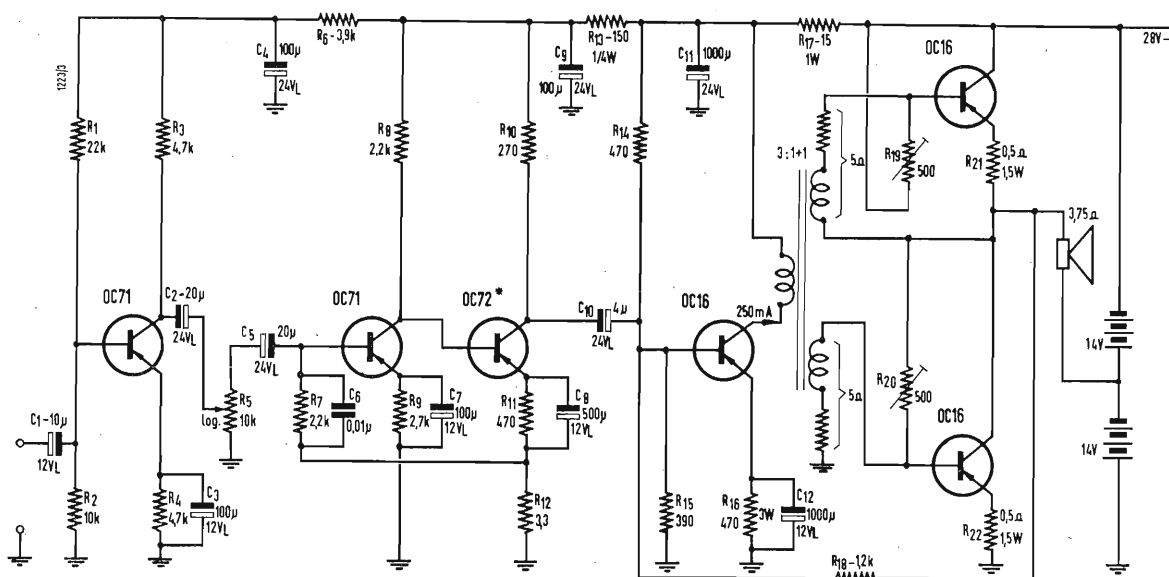 R6-3,9k
R13-150
1/4W
R17-15
1W
28V-
C4
100µ
24VL
C9
100µ
24VL
C11
1000µ
24VL
OC16
1223/3
R1
22k
R3
4,7k
R8
2,2k
R10
270
R14
470
3:1+1
5Ω
R19
500
R21
0,5Ω
1,5W
3,75Ω
OC71
C2-20µ
24VL
OC71
OC72*
C10
4µ
24VL
OC16
250mA
C5
20µ
24VL
14V
R5
10k
log.
R7
2,2k
C6
0,01µ
R9
2,7k
C7
100µ
12VL
R11
470
C8
500µ
12VL
5Ω
R20
500
OC16
C1-10µ
12VL
14V
R2
10k
R4
4,7k
C3
100µ
12VL
R12
3,3
R15
390
R16
470
3W
C12
1000µ
12VL
R22
0,5Ω
1,5W
R18-1,2k